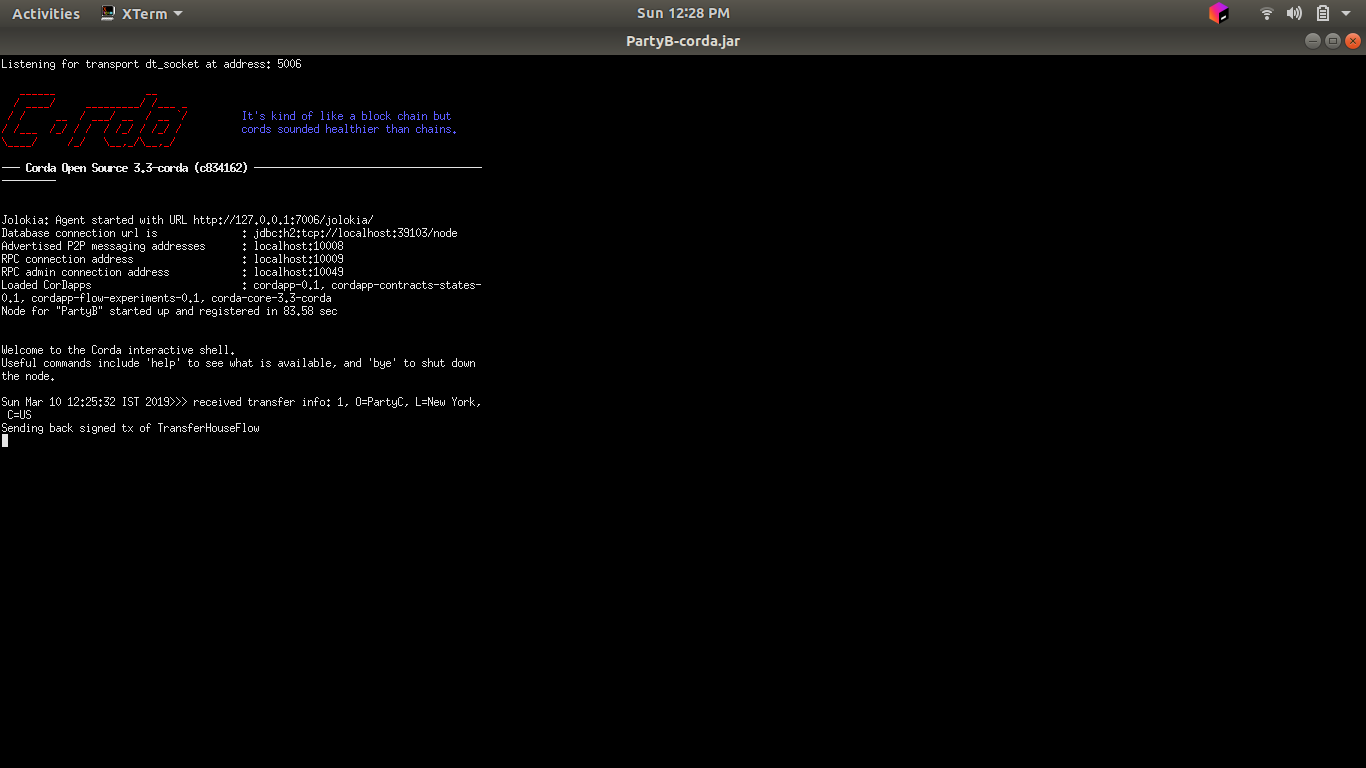 Activities XTerm Sun 12:28 PM
PartyB-corda.jar
Listening for transport dt_socket at address: 5006
It's kind of like a block chain but
cords sounded healthier than chains.
--- Corda Open Source 3.3-corda (c834162) -----------------------------------------------
Jolokia: Agent started with URL http://127.0.0.1:7006/jolokia/
Database connection url is : jdbc:h2:tcp://localhost:39103/node
Advertised P2P messaging addresses : localhost:10008
RPC connection address : localhost:10009
RPC admin connection address : localhost:10049
Loaded CorDapps : cordapp-0.1, cordapp-contracts-states-
0.1, cordapp-flow-experiments-0.1, corda-core-3.3-corda
Node for "PartyB" started up and registered in 83.58 sec
Welcome to the Corda interactive shell.
Useful commands include 'help' to see what is available, and 'bye' to shut down
the node.
Sun Mar 10 12:25:32 IST 2019>>> received transfer info: 1, O=PartyC, L=New York,
C=US
Sending back signed tx of TransferHouseFlow